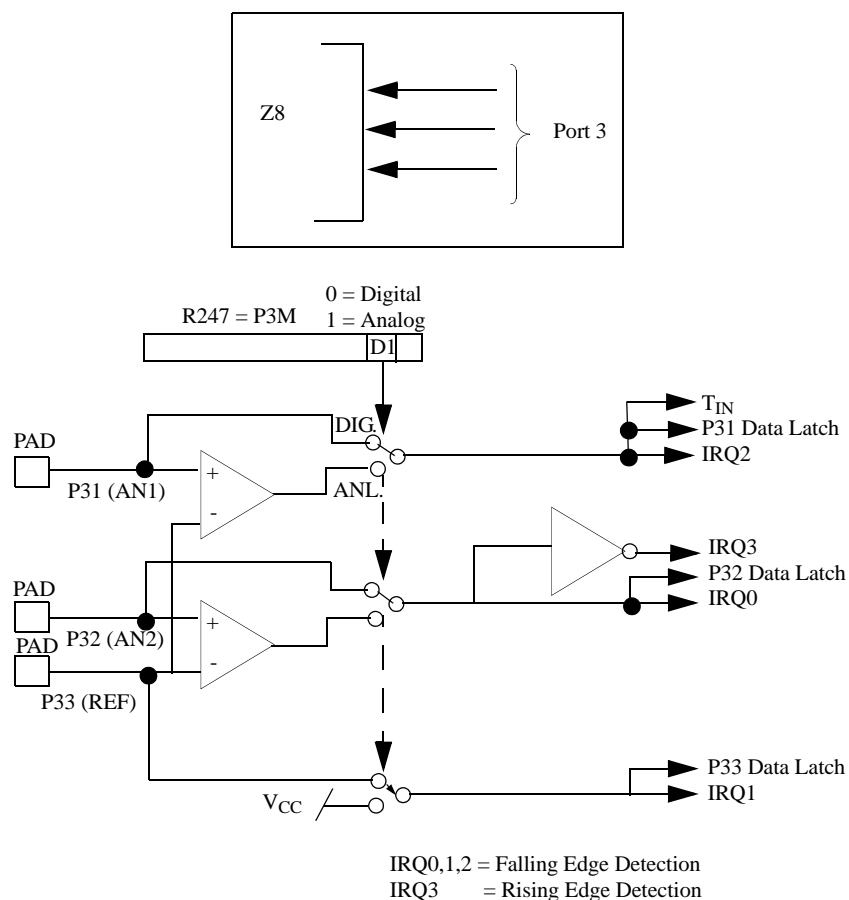 Z8
Port 3
0 = Digital
R247 = P3M
1 = Analog
D1
DIG.
TIN
PAD
P31 Data Latch
IRQ2
+
P31 (AN1)
ANL.
-
IRQ3
PAD
P32 Data Latch
IRQ0
+
P32 (AN2)
PAD
-
P33 (REF)
P33 Data Latch
VCC
IRQ1
IRQ0,1,2 = Falling Edge Detection
IRQ3 = Rising Edge Detection